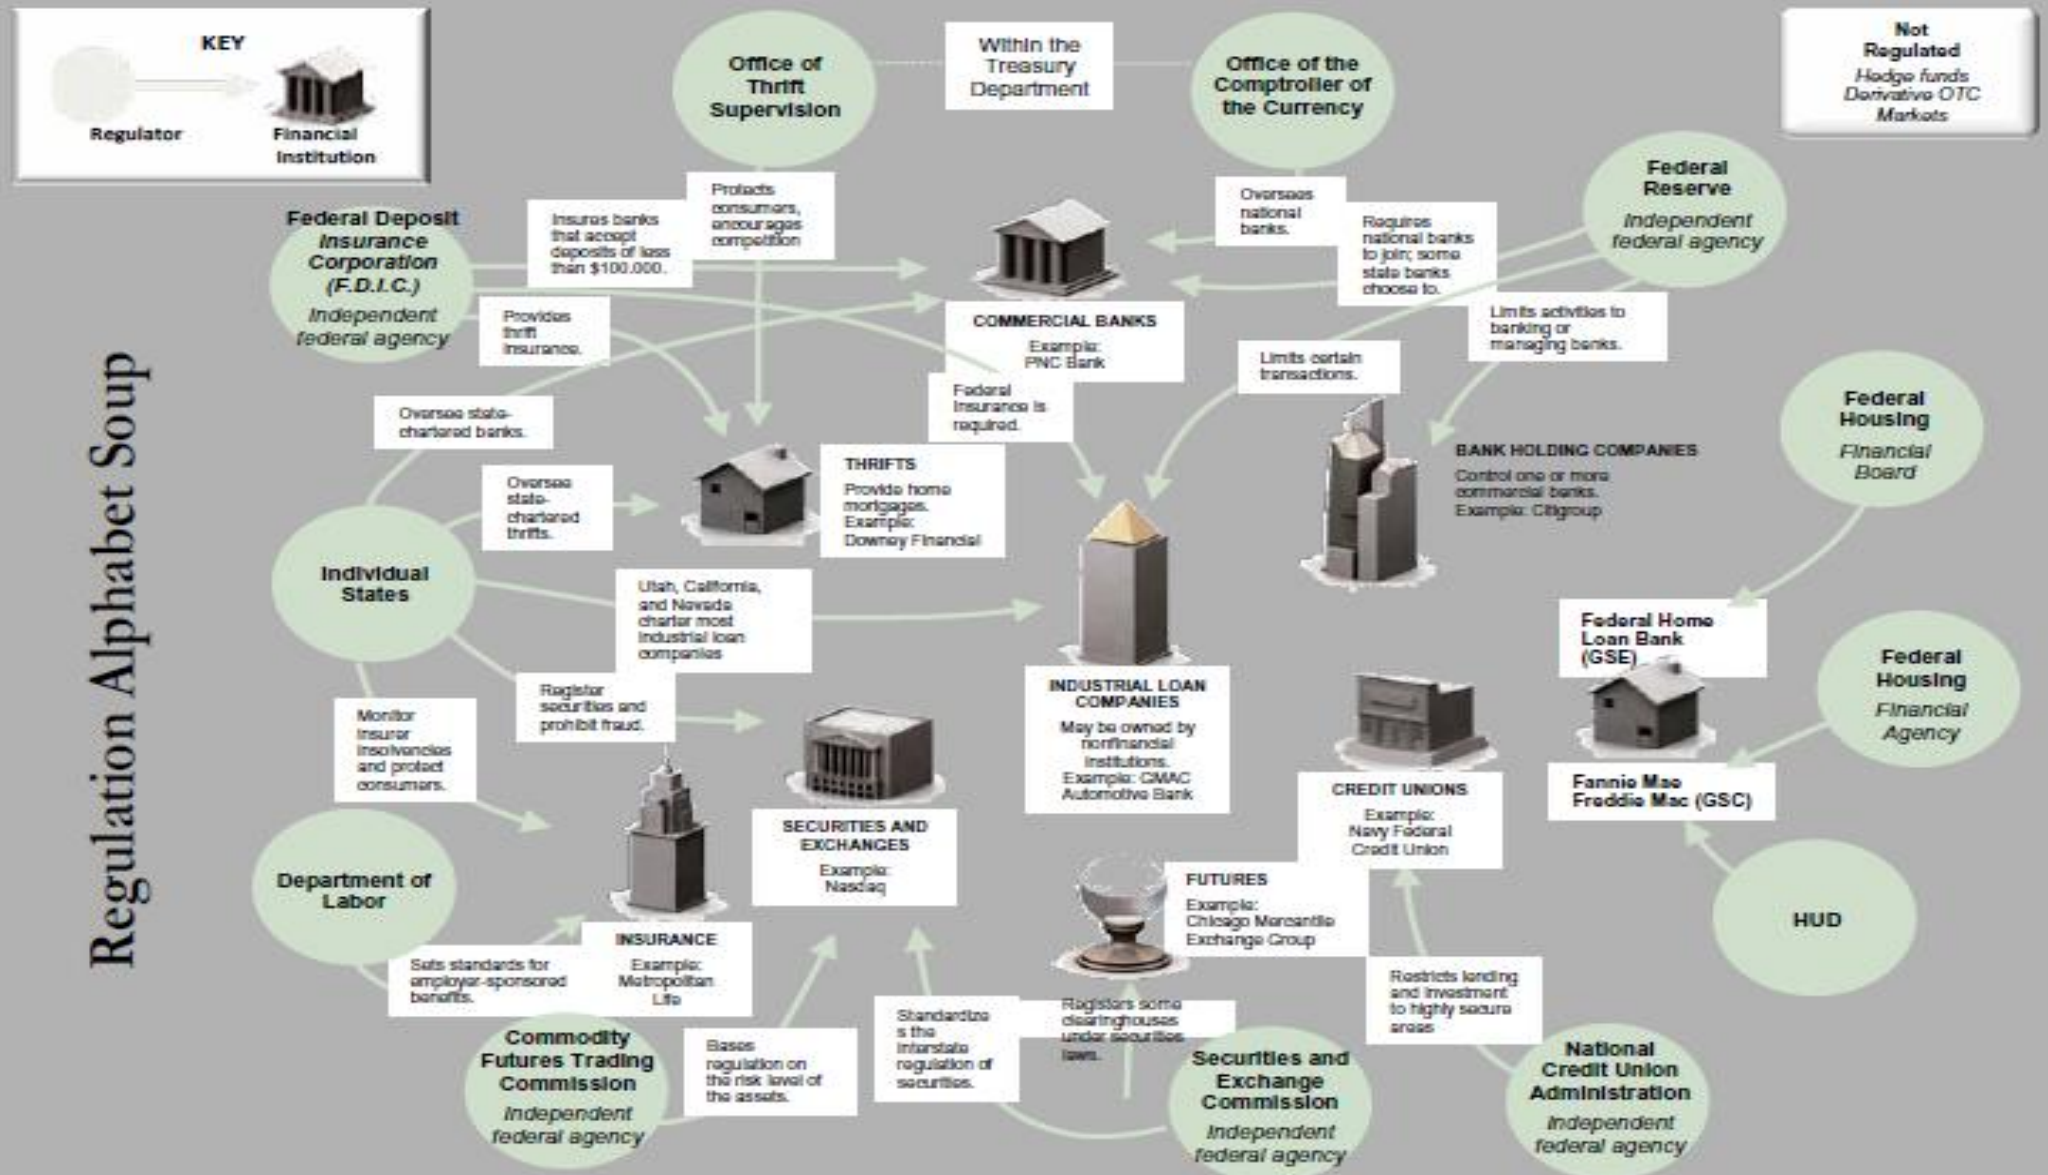 Regulation Alphabet Soup
KEY
Regulator
Financial
Institution
Office of
Thrift
Supervision
Within the
Treasury
Department
Office of the
Comptroller of
the Currency
Not
Regulated
Hedge funds
Derivative OTC
Markets
Federal
Reserve
Independent
federal agency
Federal Deposit
Insurance
Corporation
(F.D.I.C.)
Independent
federal agency
Insures banks
that accept
deposits of less
than $100.000.
Protects
consumers,
encourages
competition
Oversees
national
banks.
Requires
national banks
to join; some
state banks
choose to.
Provides
thrift
insurance.
COMMERCIAL BANKS
Example:
PNC Bank
Limits activities to
banking or
managing banks.
Limits certain
transactions.
Federal
Insurance is
required.
Oversee state-
chartered banks.
Federal
Housing
Financial
Board
BANK HOLDING COMPANIES
Control one or more
commercial banks.
Example: Citigroup
THRIFTS
Provide home
mortgages.
Example:
Downey Financial
Oversee
state-
chartered
thrifts.
Individual
States
Utah, California,
and Nevada
charter most
industrial loan
companies
Federal Home
Loan Bank
(GSE)
Federal
Housing
Financial
Agency
Register
securities and
prohibit fraud.
Monitor
insurer
insolvencies
and protect
consumers.
INDUSTRIAL LOAN
COMPANIES
May be owned by
nonfinancial
institutions.
Example: GMAC
Automotive Bank
Fannie Mae
Freddie Mac (GSC)
CREDIT UNIONS
Example:
Navy Federal
Credit Union
SECURITIES AND
EXCHANGES
Example:
Nasdaq
Department of
Labor
FUTURES
Example:
Chicago Mercantile
Exchange Group
HUD
INSURANCE
Example:
Metropolitan
Life
Sets standards for
employer-sponsored
benefits.
Restricts lending
and investment
to highly secure
areas
Commodity
Futures Trading
Commission
Independent
federal agency
Bases
regulation on
the risk level of
the assets.
Standardize
s the
interstate
regulation of
securities.
Registers some
clearinghouses
under securities
laws.
Securities and
Exchange
Commission
Independent
federal agency
National
Credit Union
Administration
Independent
federal agency